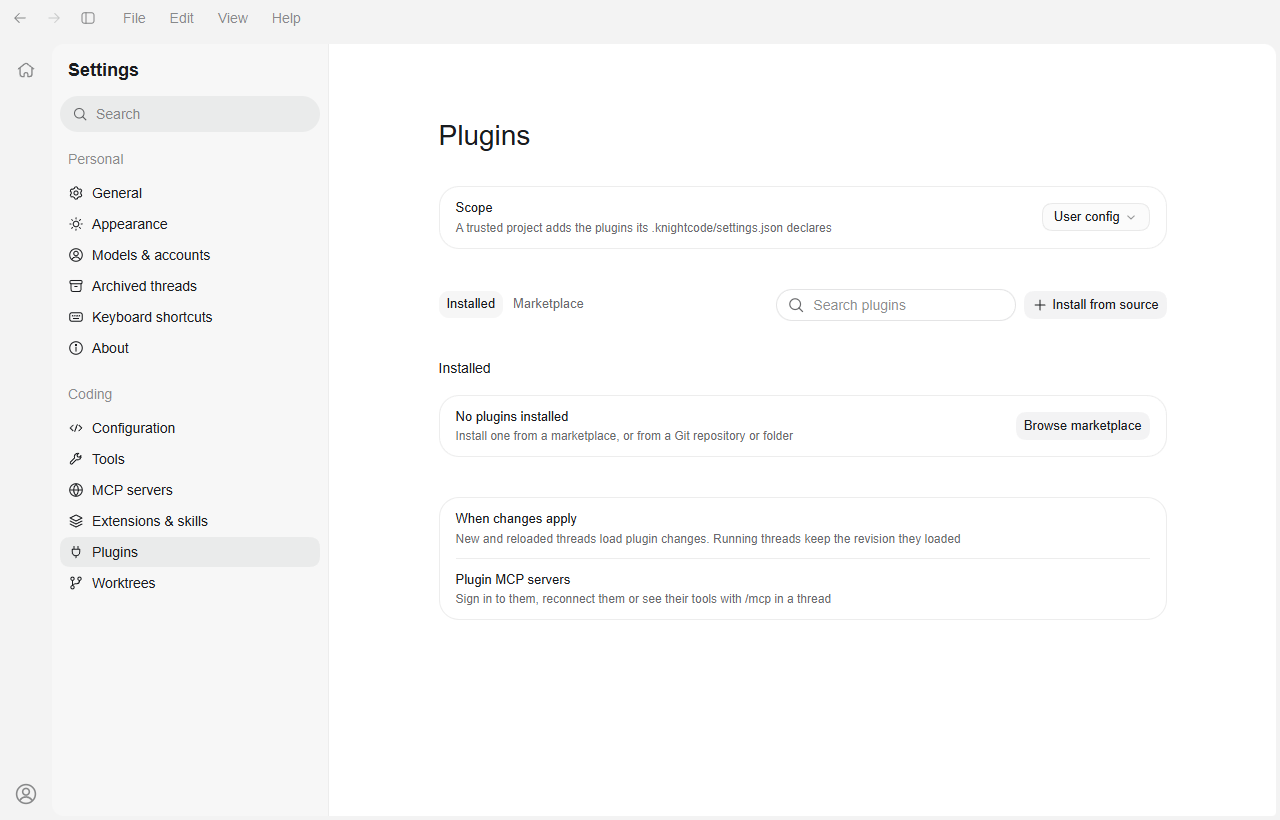 File Edit View Help
Settings
Search
Personal
General
Appearance
Models & accounts
Archived threads
Keyboard shortcuts
About
Coding
Configuration
Tools
MCP servers
Extensions & skills
Plugins
Worktrees
Plugins
Scope
A trusted project adds the plugins its .knightcode/settings.json declares
User config
Installed Marketplace
Search plugins
Install from source
Installed
No plugins installed
Install one from a marketplace, or from a Git repository or folder
Browse marketplace
When changes apply
New and reloaded threads load plugin changes. Running threads keep the revision they loaded
Plugin MCP servers
Sign in to them, reconnect them or see their tools with /mcp in a thread